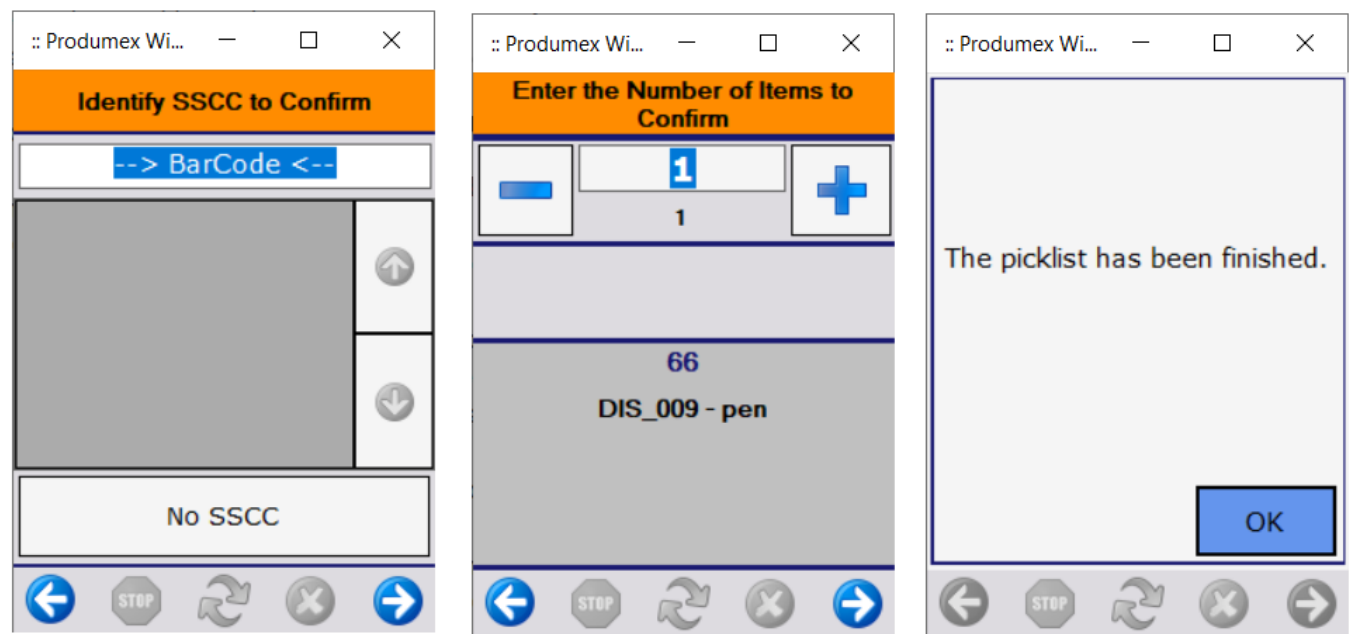 :: Produmex Wi...
Identify SSCC to Confirm
--> BarCode <--
No SSCC
STOP
:: Produmex Wi...
Enter the Number of Items to
Confirm
1
1
66
DIS_009 - pen
STOP
:: Produmex Wi...
The picklist has been finished.
OK
STOP